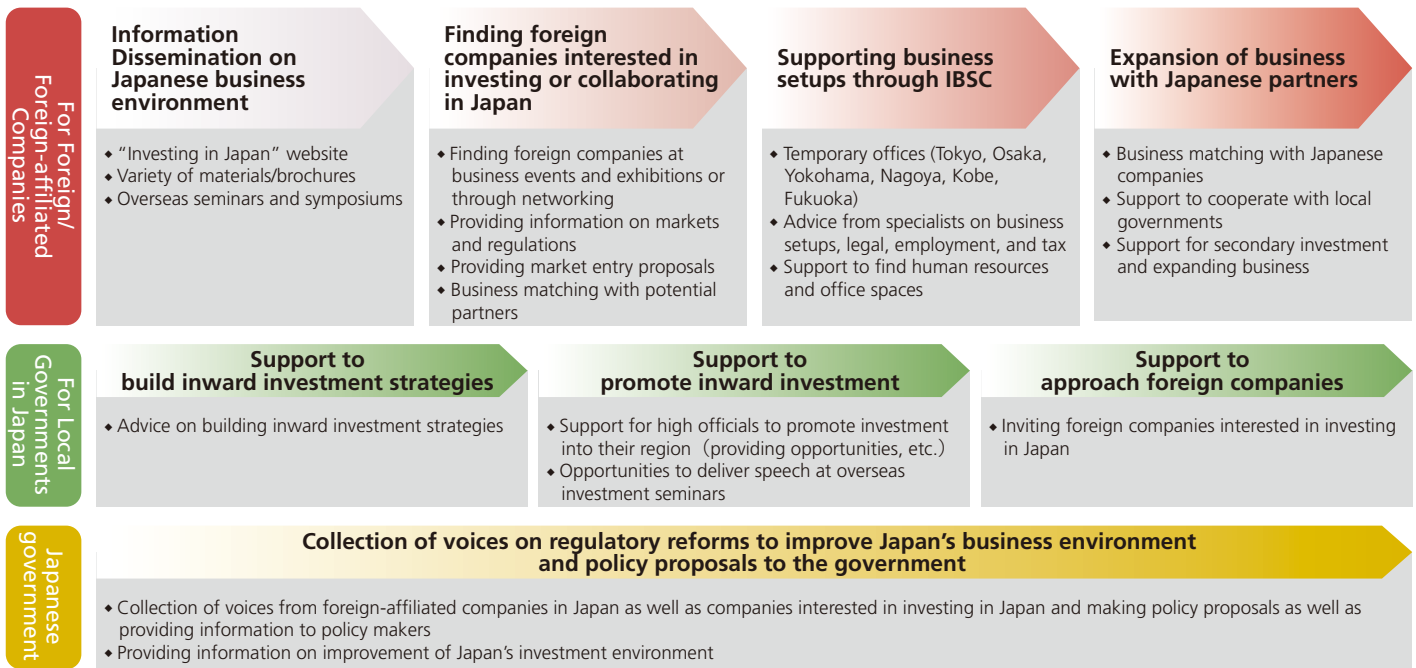 For Foreign/
Foreign-affiliated
Companies
Information
Dissemination on
Japanese business
environment
◆ “Investing in Japan” website
◆ Variety of materials/brochures
◆ Overseas seminars and symposiums
Finding foreign
companies interested in
investing or collaborating
in Japan
◆ Finding foreign companies at
business events and exhibitions or
through networking
◆ Providing information on markets
and regulations
◆ Providing market entry proposals
◆ Business matching with potential
partners
Supporting business
setups through IBSC
◆ Temporary offices (Tokyo, Osaka,
Yokohama, Nagoya, Kobe,
Fukuoka)
◆ Advice from specialists on business
setups, legal, employment, and tax
◆ Support to find human resources
and office spaces
Expansion of business
with Japanese partners
◆ Business matching with Japanese
companies
◆ Support to cooperate with local
governments
◆ Support for secondary investment
and expanding business
For Local
Governments
in Japan
Support to
build inward investment strategies
◆ Advice on building inward investment strategies
Support to
promote inward investment
◆ Support for high officials to promote investment
into their region（providing opportunities, etc.）
◆ Opportunities to deliver speech at overseas
investment seminars
Support to
approach foreign companies
◆ Inviting foreign companies interested in investing
in Japan
Japanese
government
Collection of voices on regulatory reforms to improve Japan’s business environment
and policy proposals to the government
◆ Collection of voices from foreign-affiliated companies in Japan as well as companies interested in investing in Japan and making policy proposals as well as
providing information to policy makers
◆ Providing information on improvement of Japan’s investment environment